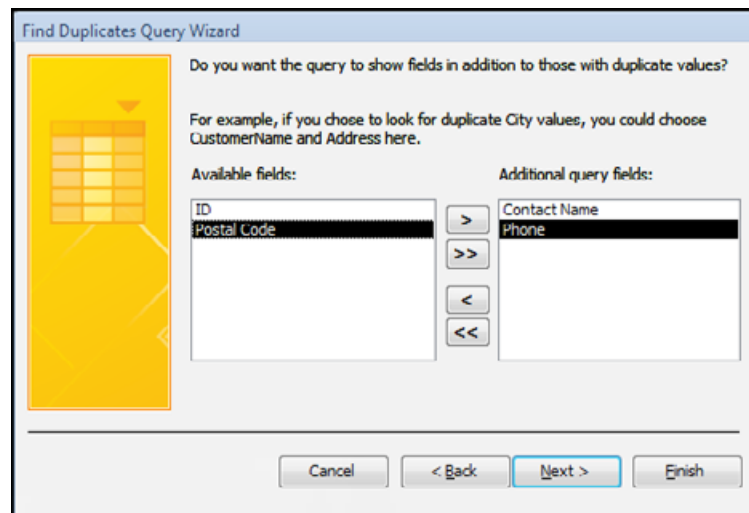 Find Duplicates Query Wizard
Do you want the query to show fields in addition to those with duplicate values?
For example, if you chose to look for duplicate City values, you could choose
CustomerName and Address here.
Available fields:
Additional query fields:
ID
Postal Code
>
>>
<
<<
Contact Name
Phone
Cancel
< Back
Next >
Finish